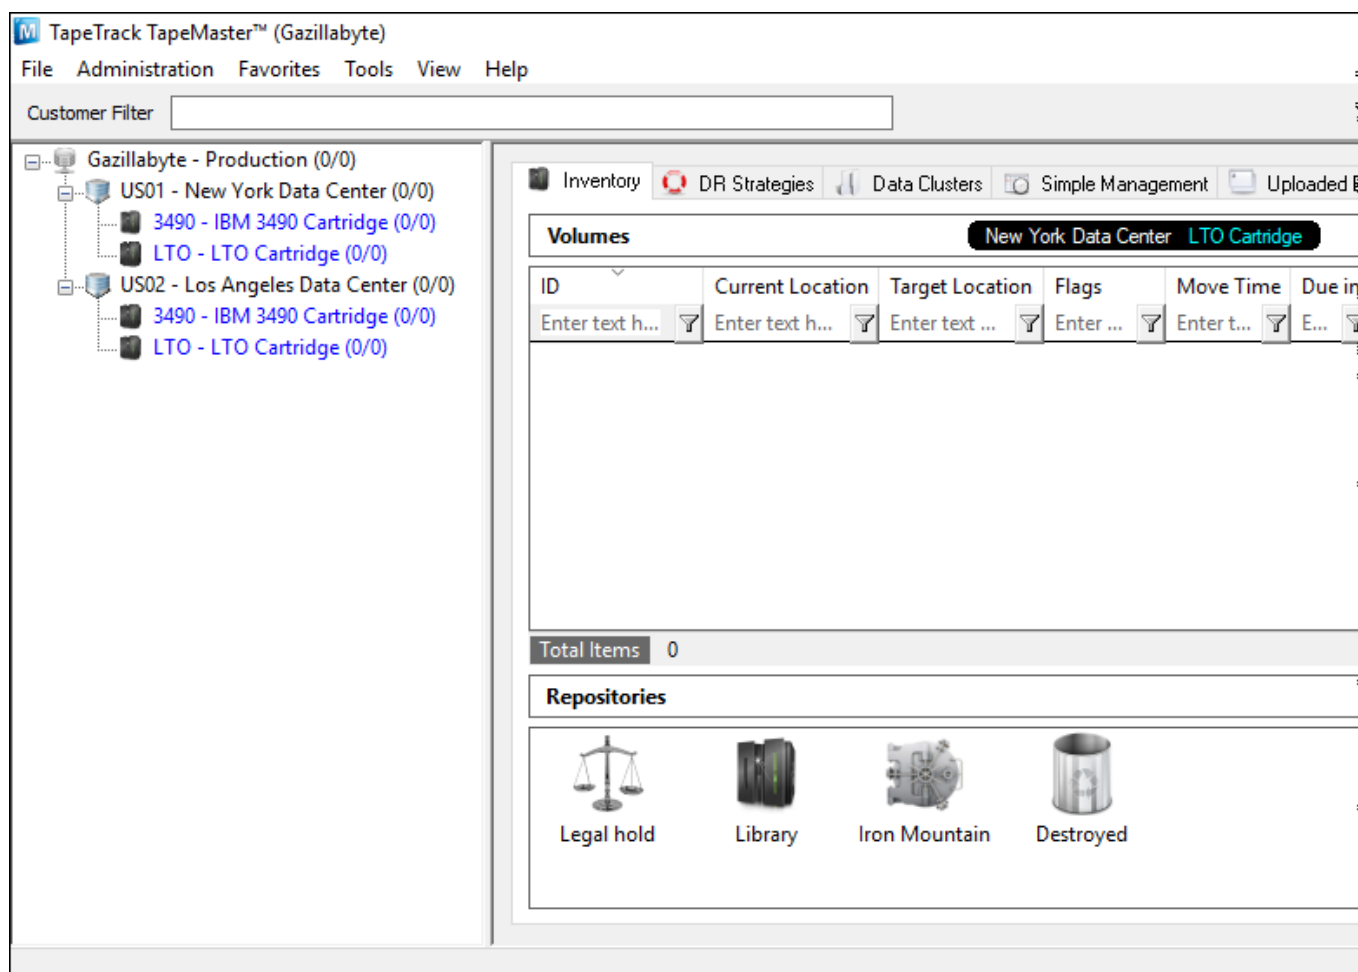 TapeTrack TapeMaster™ (Gazillabyte)
File Administration Favorites Tools View Help
Customer Filter
Gazillabyte - Production (0/0)
US01 - New York Data Center (0/0)
3490 - IBM 3490 Cartridge (0/0)
LTO - LTO Cartridge (0/0)
US02 - Los Angeles Data Center (0/0)
3490 - IBM 3490 Cartridge (0/0)
LTO - LTO Cartridge (0/0)
Inventory DR Strategies Data Clusters Simple Management Uploaded
Volumes New York Data Center LTO Cartridge
ID Current Location Target Location Flags Move Time Due in
Enter text h... Enter text h... Enter text ... Enter ... Enter t... E...
Total Items 0
Repositories
Legal hold Library Iron Mountain Destroyed